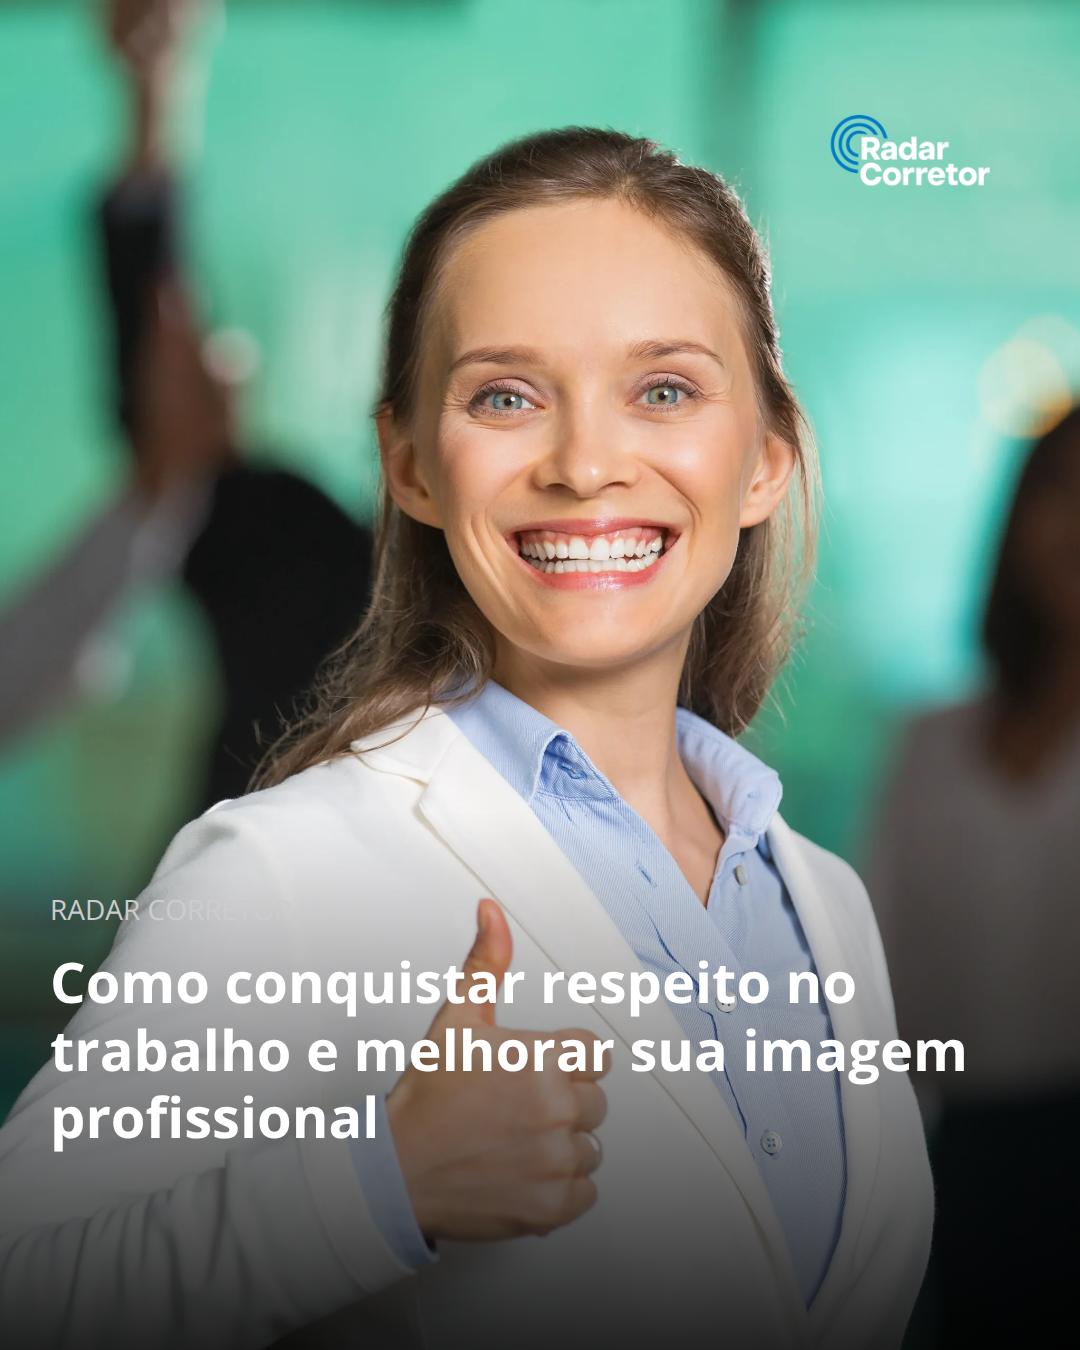 Radar
Corretor
RADAR CORRETOR
Como conquistar respeito no
trabalho e melhorar sua imagem
profissional